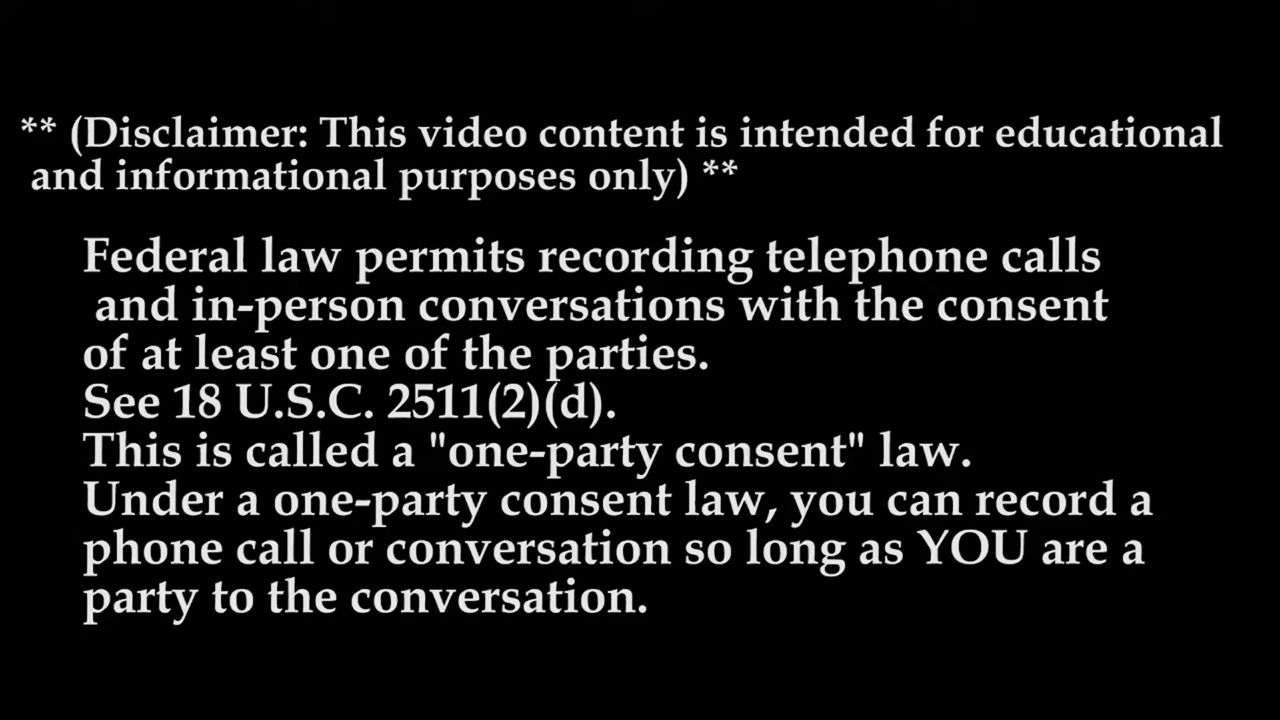 ** (Disclaimer: This video content is intended for educational
and informational purposes only) **
Federal law permits recording telephone calls
and in-person conversations with the consent
of at least one of the parties.
See 18 U.S.C. 2511(2)(d).
This is called a "one-party consent" law.
Under a one-party consent law, you can record a
phone call or conversation so long as YOU are a
party to the conversation.